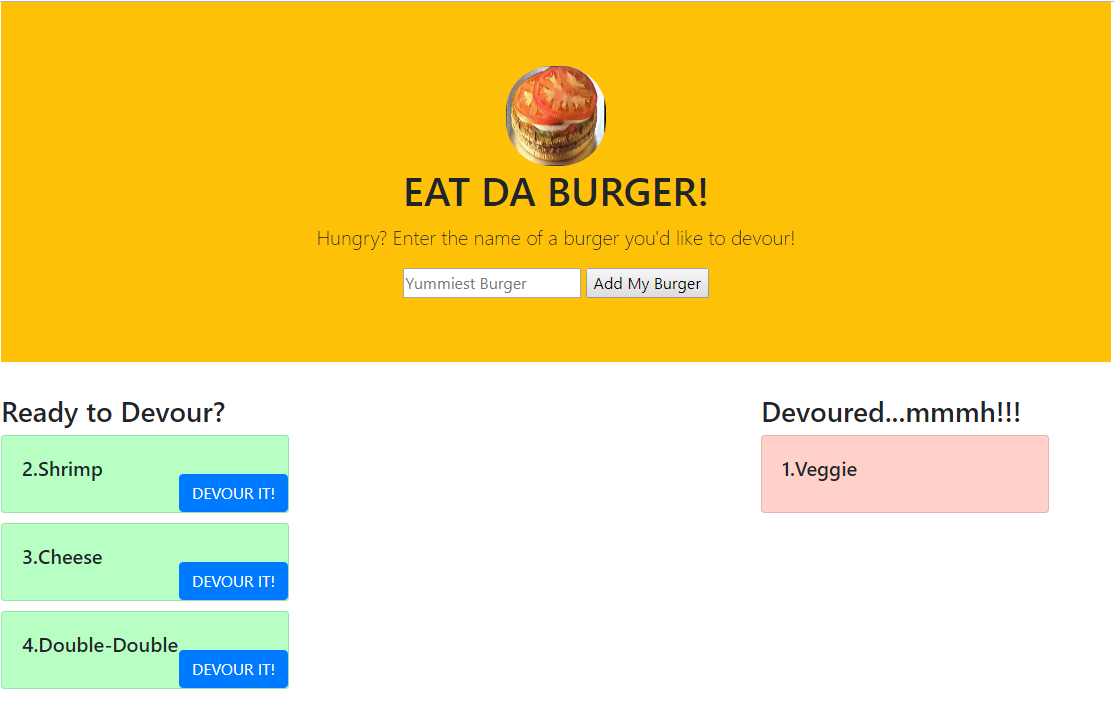 EAT DA BURGER!
Hungry? Enter the name of a burger you'd like to devour!
Yummiest Burger Add My Burger
Ready to Devour?
2.Shrimp
DEVOUR IT!
3.Cheese
DEVOUR IT!
4.Double-Double
DEVOUR IT!
Devoured...mmmh!!!
1.Veggie